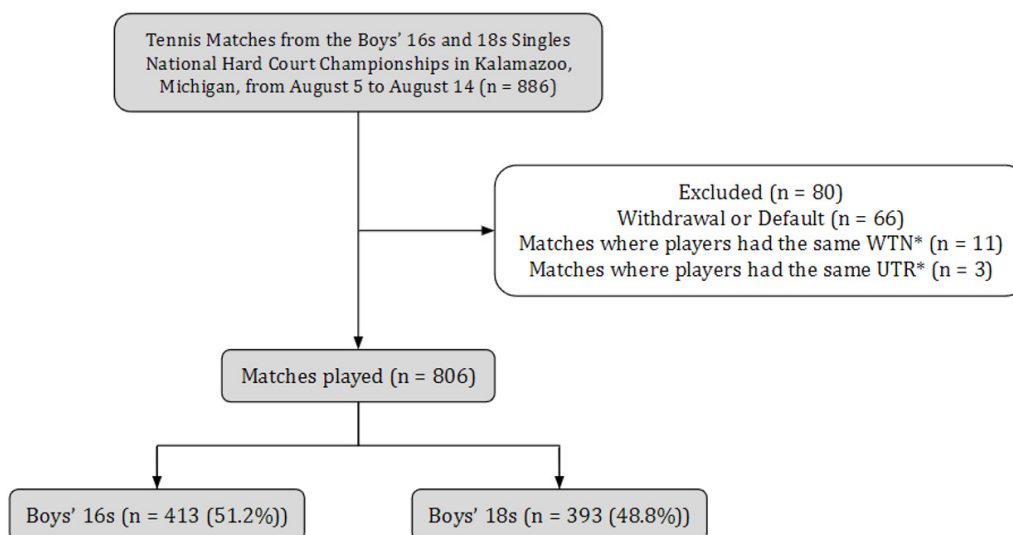 Tennis Matches from the Boys’ 16s and 18s Singles
National Hard Court Championships in Kalamazoo,
Michigan, from August 5 to August 14 (n = 886)
Excluded (n = 80)
Withdrawal or Default (n = 66)
Matches where players had the same WTN* (n = 11)
Matches where players had the same UTR* (n = 3)
Matches played (n = 806)
Boys’ 16s (n = 413 (51.2%))
Boys’ 18s (n = 393 (48.8%))